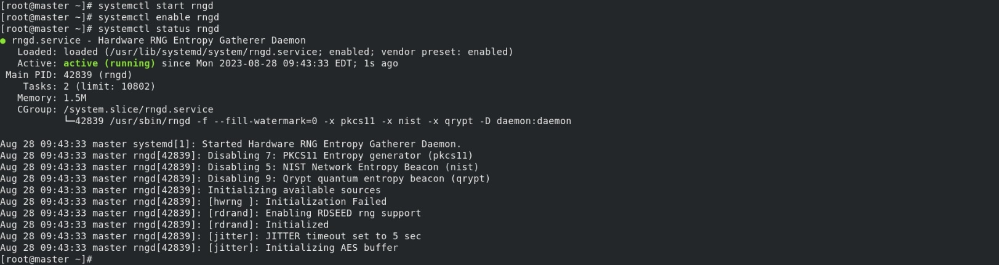 [root@master ~]# systemctl start rngd
[root@master ~]# systemctl enable rngd
[root@master ~]# systemctl status rngd
● rngd.service - Hardware RNG Entropy Gatherer Daemon
   Loaded: loaded (/usr/lib/systemd/system/rngd.service; enabled; vendor preset: enabled)
   Active: active (running) since Mon 2023-08-28 09:43:33 EDT; 1s ago
 Main PID: 42839 (rngd)
    Tasks: 2 (limit: 10802)
   Memory: 1.5M
   CGroup: /system.slice/rngd.service
           └─42839 /usr/sbin/rngd -f --fill-watermark=0 -x pkcs11 -x nist -x qrypt -D daemon:daemon

Aug 28 09:43:33 master systemd[1]: Started Hardware RNG Entropy Gatherer Daemon.
Aug 28 09:43:33 master rngd[42839]: Disabling 7: PKCS11 Entropy generator (pkcs11)
Aug 28 09:43:33 master rngd[42839]: Disabling 5: NIST Network Entropy Beacon (nist)
Aug 28 09:43:33 master rngd[42839]: Disabling 9: Qrypt quantum entropy beacon (qrypt)
Aug 28 09:43:33 master rngd[42839]: Initializing available sources
Aug 28 09:43:33 master rngd[42839]: [hwrng ]: Initialization Failed
Aug 28 09:43:33 master rngd[42839]: [rdrand]: Enabling RDSEED rng support
Aug 28 09:43:33 master rngd[42839]: [rdrand]: Initialized
Aug 28 09:43:33 master rngd[42839]: [jitter]: JITTER timeout set to 5 sec
Aug 28 09:43:33 master rngd[42839]: [jitter]: Initializing AES buffer
[root@master ~]#